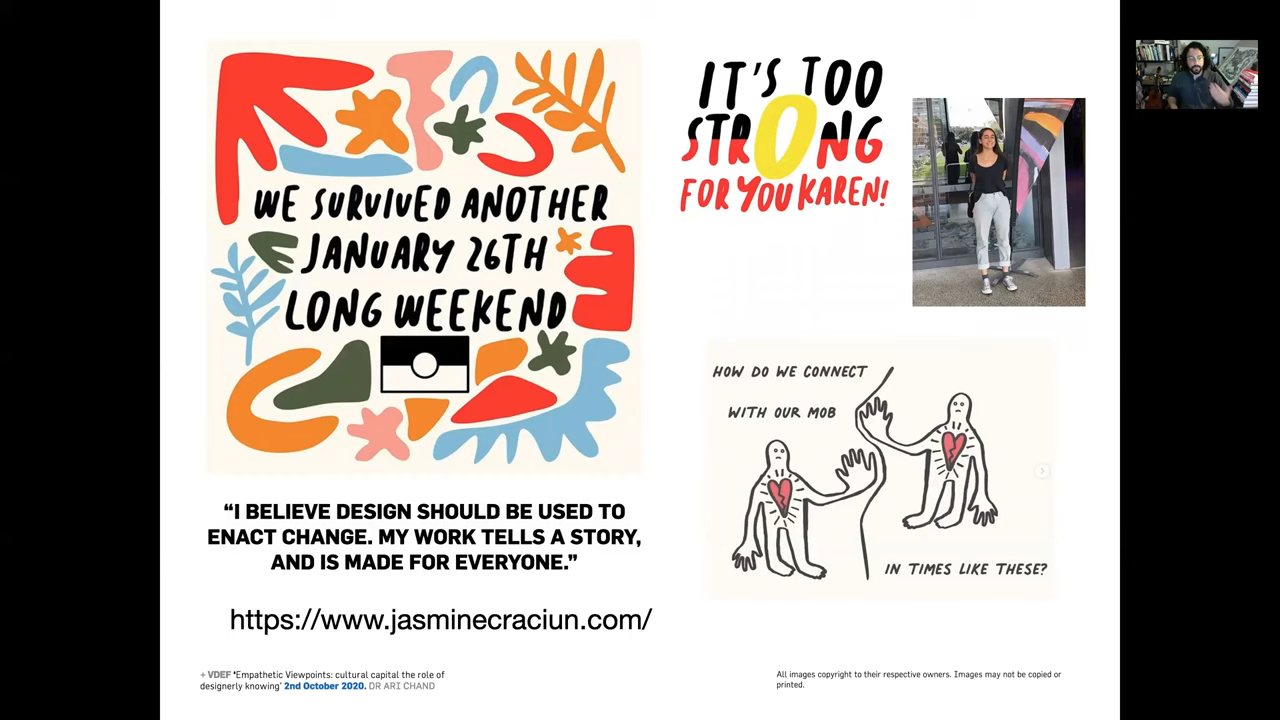 WE SURVIVED ANOTHER
JANUARY 26TH
LONG WEEKEND
IT'S TOO
STRONG
FOR YOU KAREN!
HOW DO WE CONNECT
WITH OUR MOB
IN TIMES LIKE THESE?
“I BELIEVE DESIGN SHOULD BE USED TO
ENACT CHANGE. MY WORK TELLS A STORY,
AND IS MADE FOR EVERYONE.”
https://www.jasminecraciun.com/
+ VDEF ‘Empathetic Viewpoints: cultural capital the role of
designerly knowing’ 2nd October 2020. DR ARI CHAND
All images copyright to their respective owners. Images may not be copied or
printed.